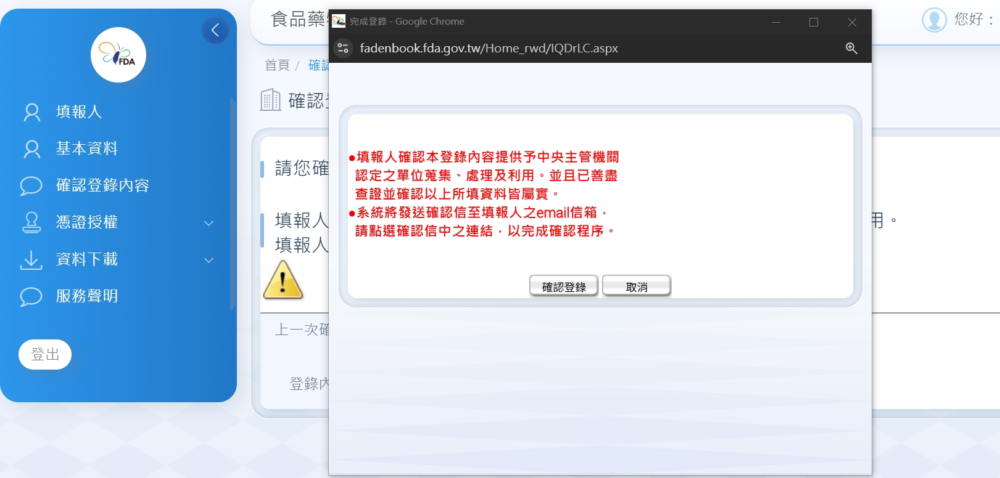 FDA
填報人
基本資料
確認登錄內容
憑證授權
資料下載
服務聲明
登出
食品藥
您好：
首頁 / 確認
確認
請您確
填報人
填報人
用。
上一次確
登錄內
完成登錄 - Google Chrome
fadenbook.fda.gov.tw/Home_rwd/IQDrLC.aspx
●填報人確認本登錄內容提供予中央主管機關
認定之單位蒐集、處理及利用。並且已善盡
查證並確認以上所填資料皆屬實。
●系統將發送確認信至填報人之email信箱，
請點選確認信中之連結，以完成確認程序。
確認登錄
取消